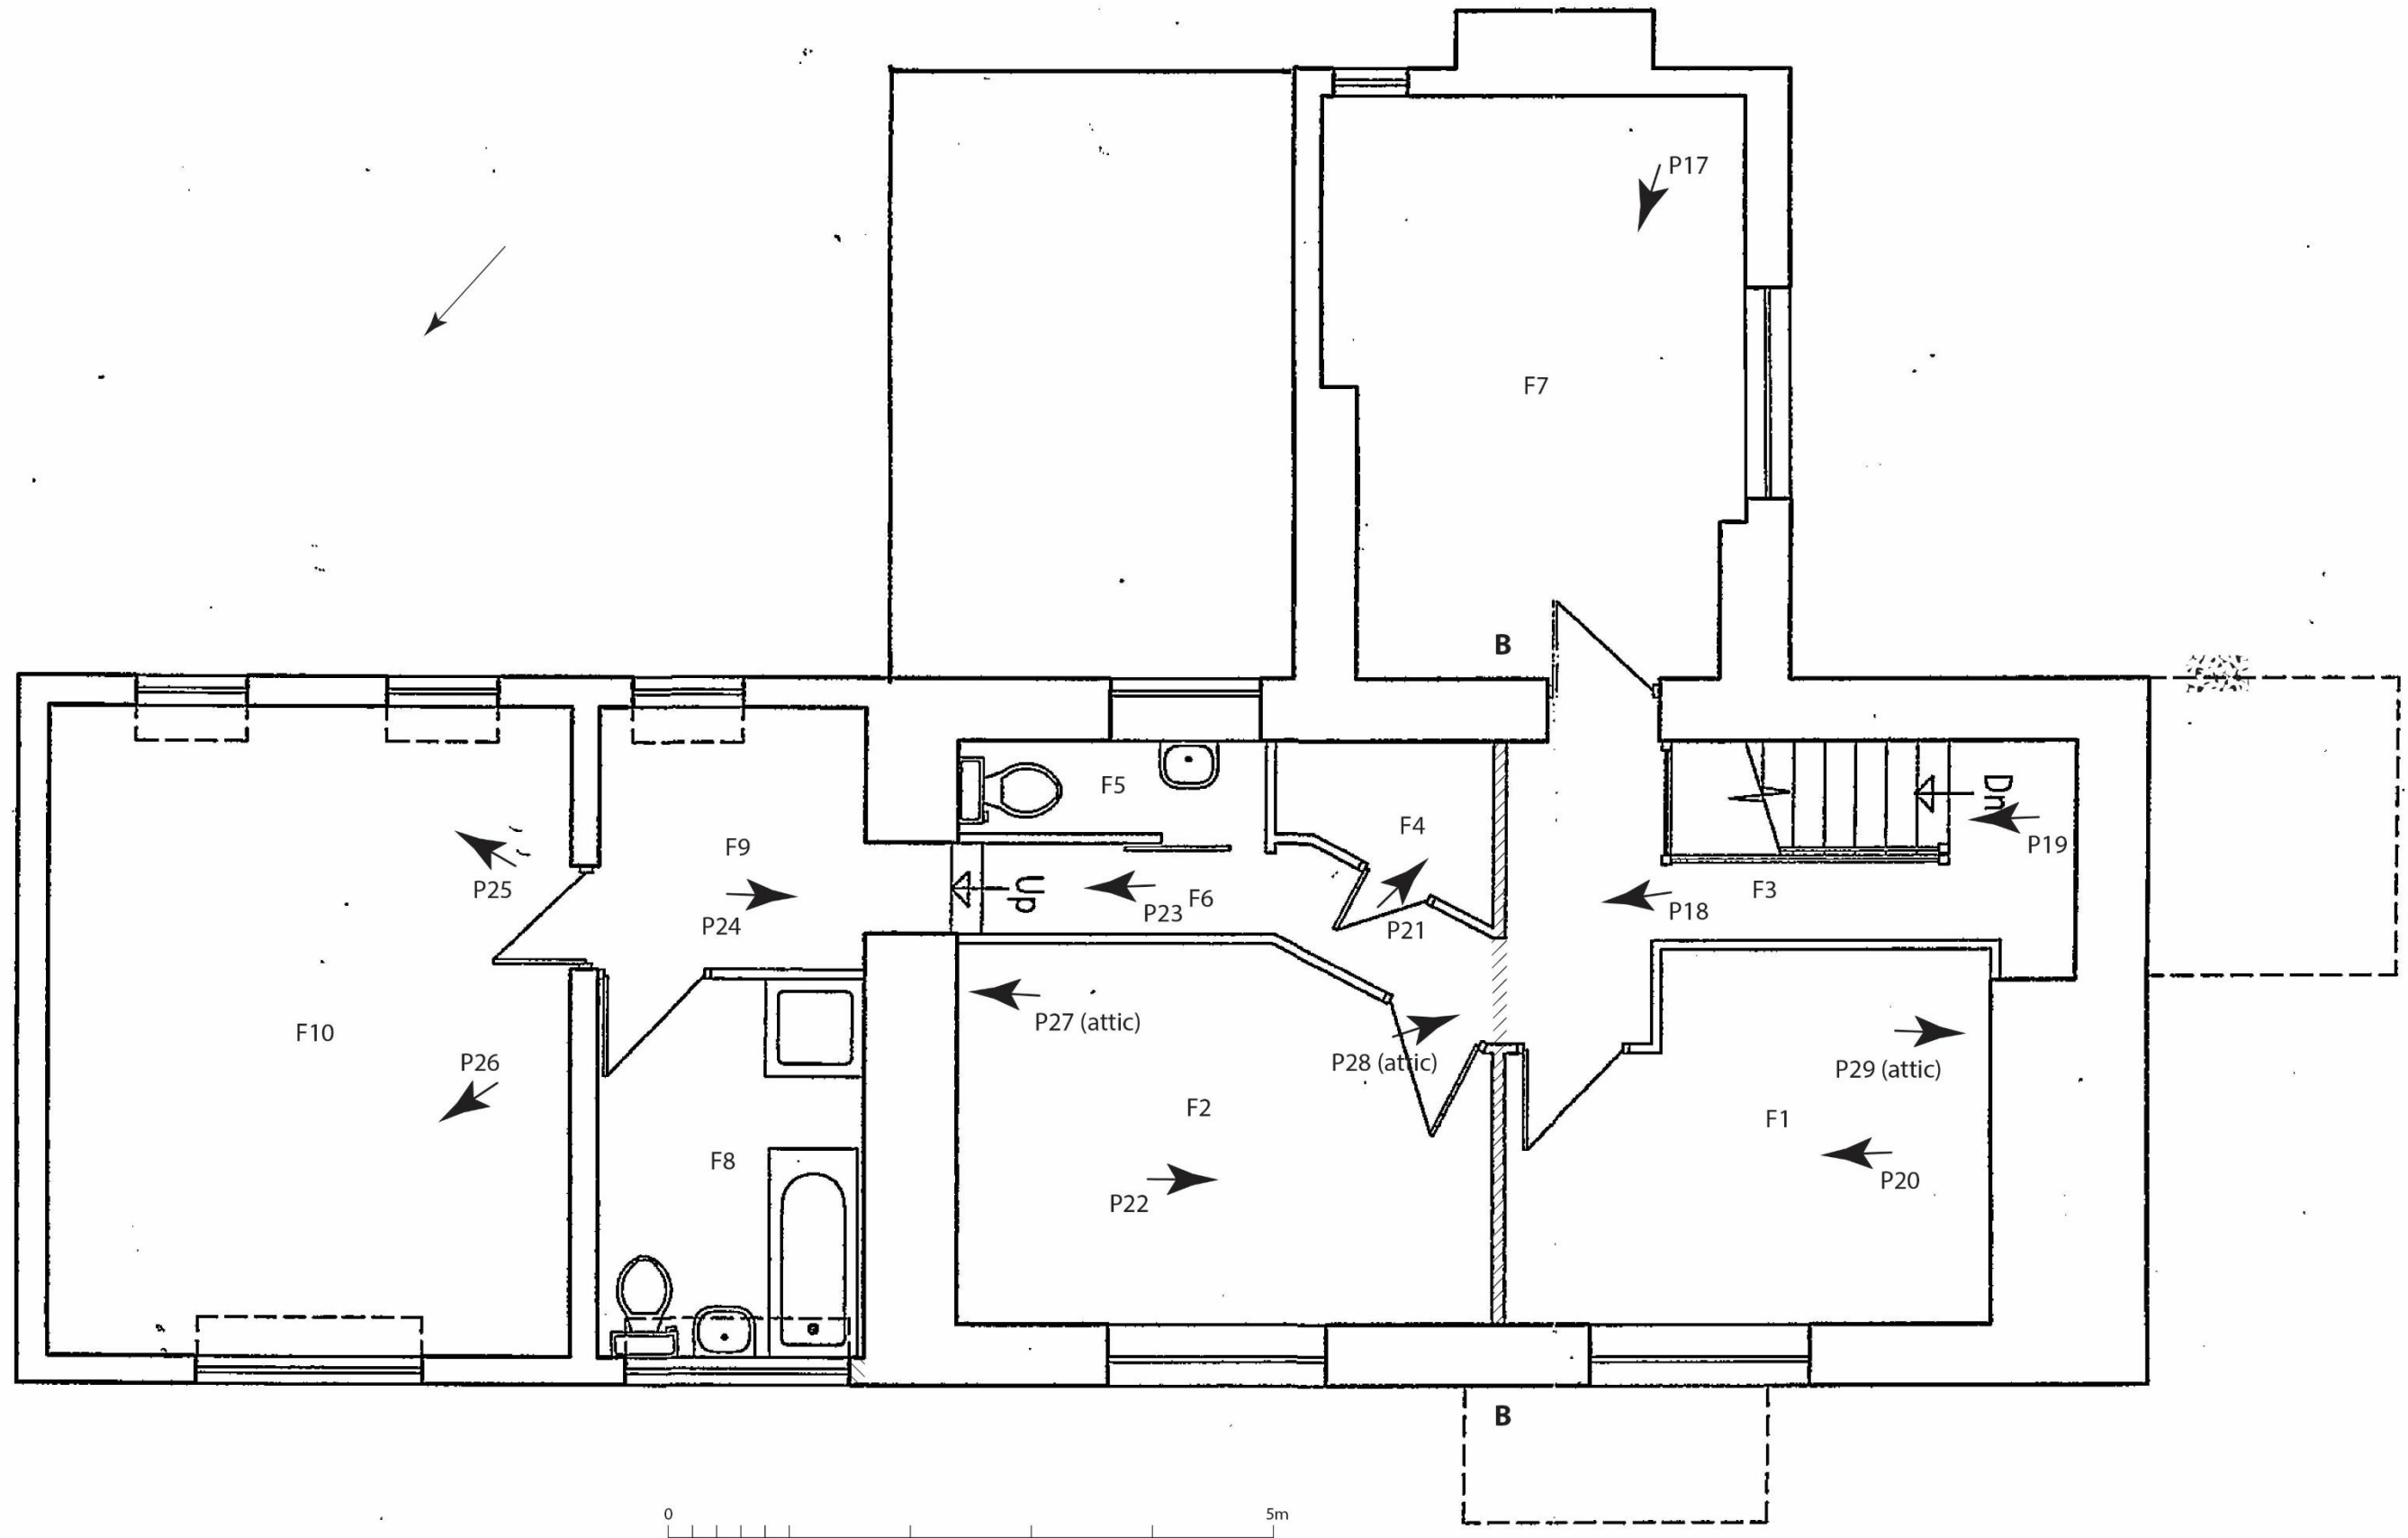 P17
F7
B
Dn
P19
F5
F4
F9
P25
P24
Up
P23
F6
P21
P18
F3
F10
P26
P27 (attic)
P28 (attic)
P29 (attic)
F2
F1
F8
P22
P20
B
0
5m